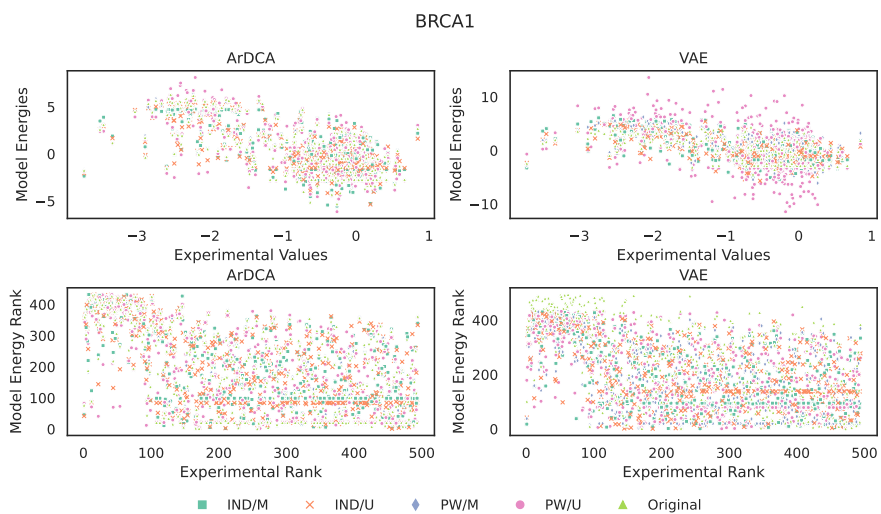 BRCA1
ArDCA
VAE
Model Energies
5
0
−5
−3
−2
−1
0
1
Experimental Values
Model Energies
10
0
−10
−3
−2
−1
0
1
Experimental Values
ArDCA
VAE
Model Energy Rank
400
300
200
100
0
0
100
200
300
400
500
Experimental Rank
Model Energy Rank
400
200
0
0
100
200
300
400
500
Experimental Rank
IND/M
IND/U
PW/M
PW/U
Original